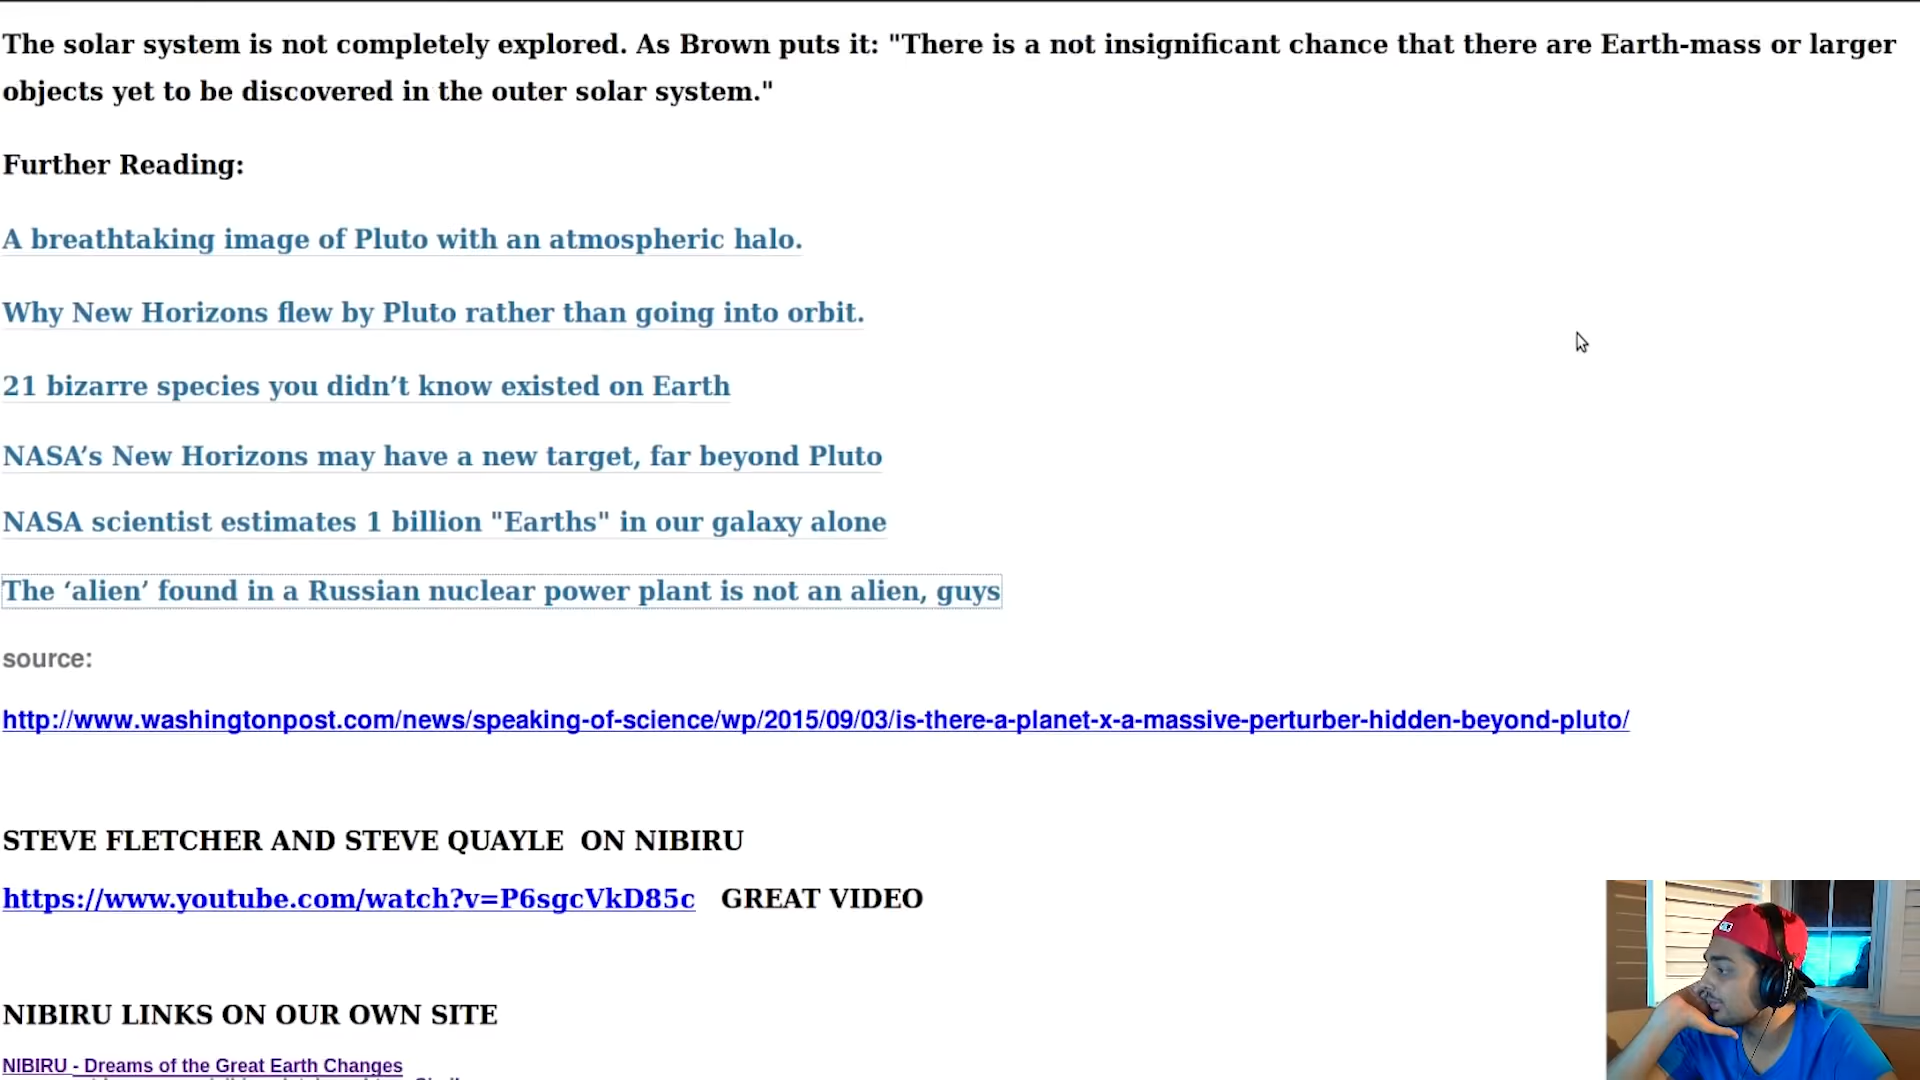 The solar system is not completely explored. As Brown puts it: "There is a not insignificant chance that there are Earth-mass or larger
objects yet to be discovered in the outer solar system."
Further Reading:
A breathtaking image of Pluto with an atmospheric halo.
Why New Horizons flew by Pluto rather than going into orbit.
21 bizarre species you didn’t know existed on Earth
NASA’s New Horizons may have a new target, far beyond Pluto
NASA scientist estimates 1 billion "Earths" in our galaxy alone
The ‘alien’ found in a Russian nuclear power plant is not an alien, guys
source:
http://www.washingtonpost.com/news/speaking-of-science/wp/2015/09/03/is-there-a-planet-x-a-massive-perturber-hidden-beyond-pluto/
STEVE FLETCHER AND STEVE QUAYLE ON NIBIRU
https://www.youtube.com/watch?v=P6sgcVkD85c GREAT VIDEO
NIBIRU LINKS ON OUR OWN SITE
NIBIRU - Dreams of the Great Earth Changes